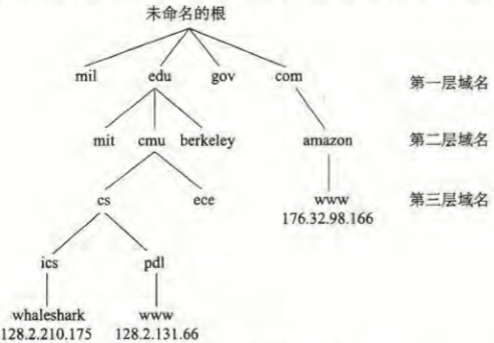 未命名的根
mil edu gov com 第一层域名
mit cmu berkeley amazon 第二层域名
cs ece www 第三层域名
176.32.98.166
ics pdl
whaleshark www
128.2.210.175 128.2.131.66